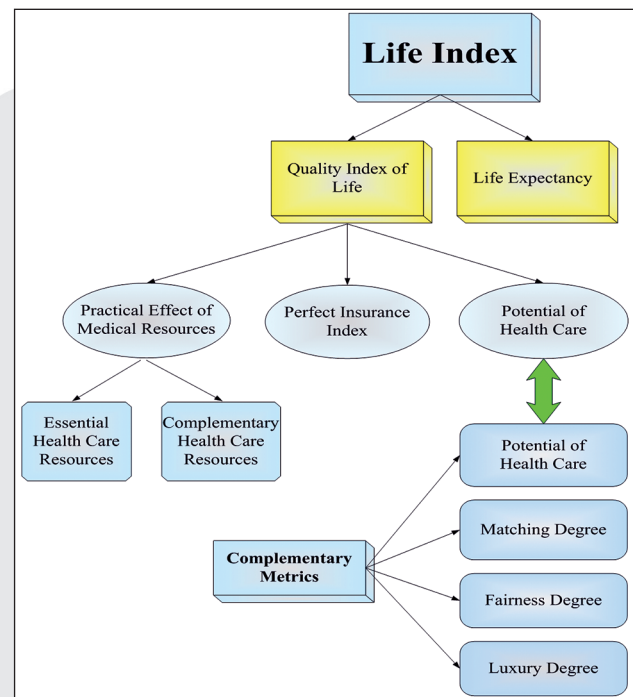 Life Index
Quality Index of
Life
Life Expectancy
Practical Effect of
Medical Resources
Perfect Insurance
Index
Potential of
Health Care
Essential
Health Care
Resources
Complementary
Health Care
Resources
Potential of
Health Care
Matching Degree
Complementary
Metrics
Fairness Degree
Luxury Degree